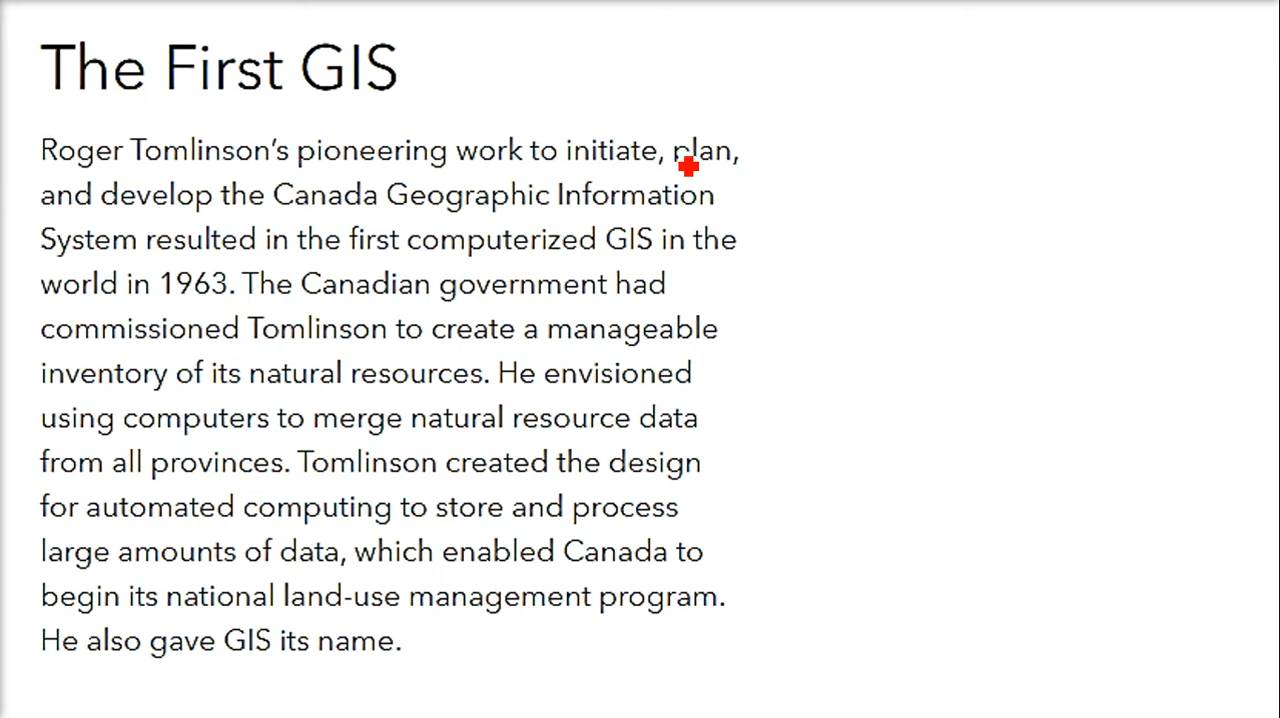 The First GIS
Roger Tomlinson’s pioneering work to initiate, plan,
and develop the Canada Geographic Information
System resulted in the first computerized GIS in the
world in 1963. The Canadian government had
commissioned Tomlinson to create a manageable
inventory of its natural resources. He envisioned
using computers to merge natural resource data
from all provinces. Tomlinson created the design
for automated computing to store and process
large amounts of data, which enabled Canada to
begin its national land-use management program.
He also gave GIS its name.